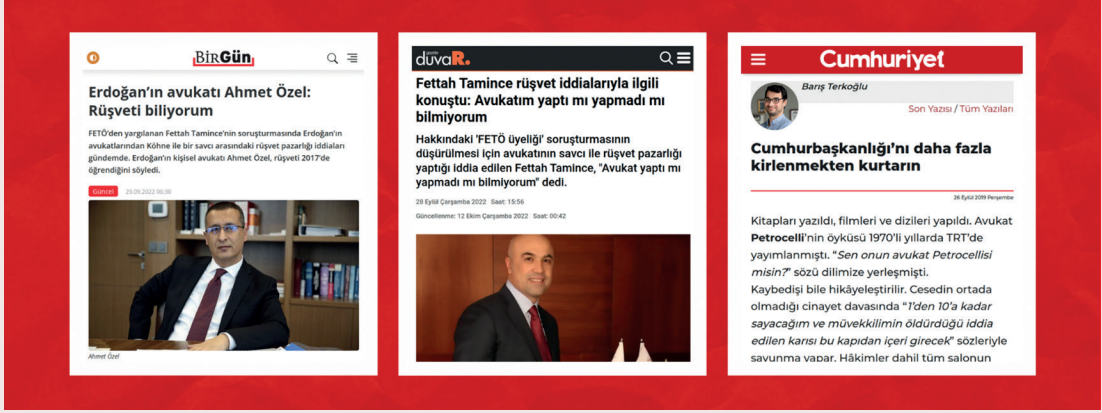 BirGün
Erdoğan'ın avukatı Ahmet Özel:
Rüşveti biliyorum
FETÖ'den yargılanan Fettah Tamince'nin soruşturmasında Erdoğan'ın
avukatlarından Köhne ile bir savcı arasındaki rüşvet pazarlığı iddiaları
gündemde. Erdoğan'ın kişisel avukatı Ahmet Özel, rüşveti 2017'de
öğrendiğini söyledi.
Güncel 29.09.2022 06:30
Ahmet Özel
gazete
duvaR.
Fettah Tamince rüşvet iddialarıyla ilgili
konuştu: Avukatım yaptı mı yapmadı mı
bilmiyorum
Hakkındaki 'FETÖ üyeliği' soruşturmasının
düşürülmesi için avukatının savcı ile rüşvet pazarlığı
yaptığı iddia edilen Fettah Tamince, "Avukat yaptı mı
yapmadı mı bilmiyorum" dedi.
28 Eylül Çarşamba 2022 Saat: 15:56
Güncellenme: 12 Ekim Çarşamba 2022 Saat: 00:42
Cumhuriyet
Barış Terkoğlu
Son Yazısı / Tüm Yazıları
Cumhurbaşkanlığı'nı daha fazla
kirlenmekten kurtarın
26 Eylül 2019 Perşembe
Kitapları yazıldı, filmleri ve dizileri yapıldı. Avukat
Petrocelli'nin öyküsü 1970'li yıllarda TRT'de
yayımlanmıştı. "Sen onun avukat Petrocellisi
misin?" sözü dilimize yerleşmişti.
Kaybedişi bile hikâyeleştirilir. Cesedin ortada
olmadığı cinayet davasında "1'den 10'a kadar
sayacağım ve müvekkilimin öldürdüğü iddia
edilen karısı bu kapıdan içeri girecek" sözleriyle
savunma yapar. Hâkimler dahil tüm salonun